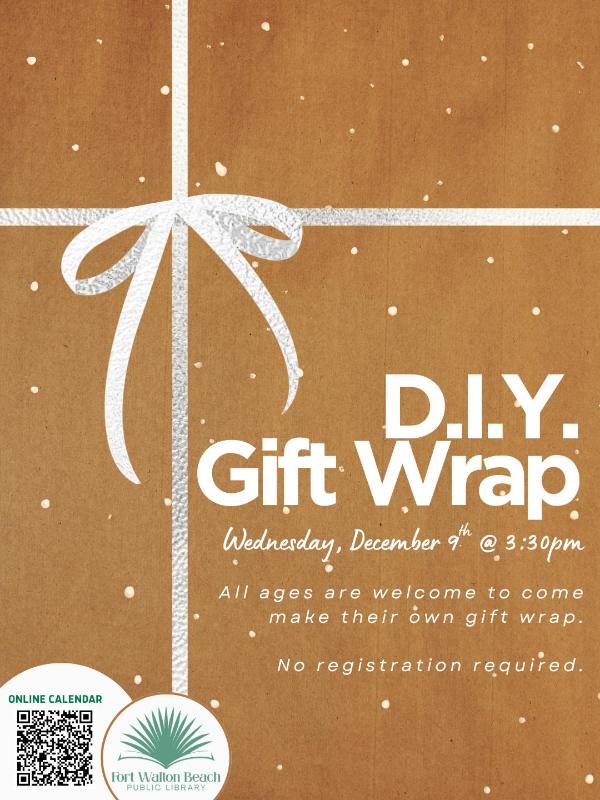 D.I.Y.
Gift Wrap
Wednesday, December 9th @ 3:30pm
All ages are welcome to come
make their own gift wrap.
No registration required.
ONLINE CALENDAR
Fort Walton Beach
PUBLIC LIBRARY